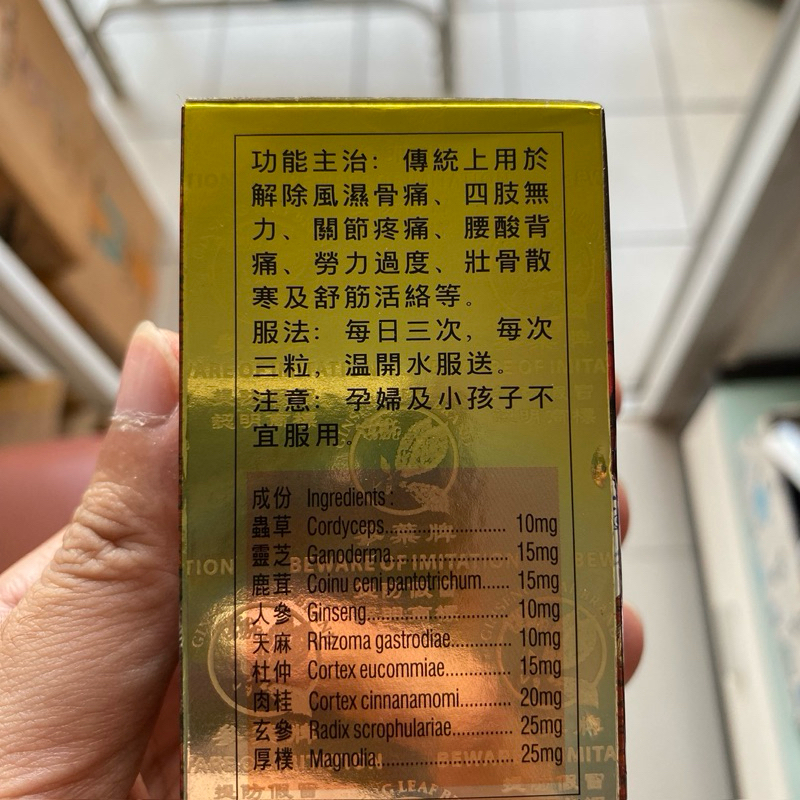 功能主治：傳統上用於
解除風濕骨痛、四肢無
力、關節疼痛、腰酸背
痛、勞力過度、壯骨散
寒及舒筋活絡等。
服法：每日三次，每次
三粒，温開水服送。
注意：孕婦及小孩子不
宜服用。
成份 Ingredients :
蟲草 Cordyceps.............................. 10mg
靈芝 Ganoderma............................ 15mg
BEWARE OF IMITATION
鹿茸 Coinu ceni pantotrichum...... 15mg
人參 Ginseng................................. 10mg
天麻 Rhizoma gastrodiae............. 10mg
杜仲 Cortex eucommiae.............. 15mg
肉桂 Cortex cinnanamomi........... 20mg
玄參 Radix scrophulariae............. 25mg
厚樸 Magnolia............................... 25mg